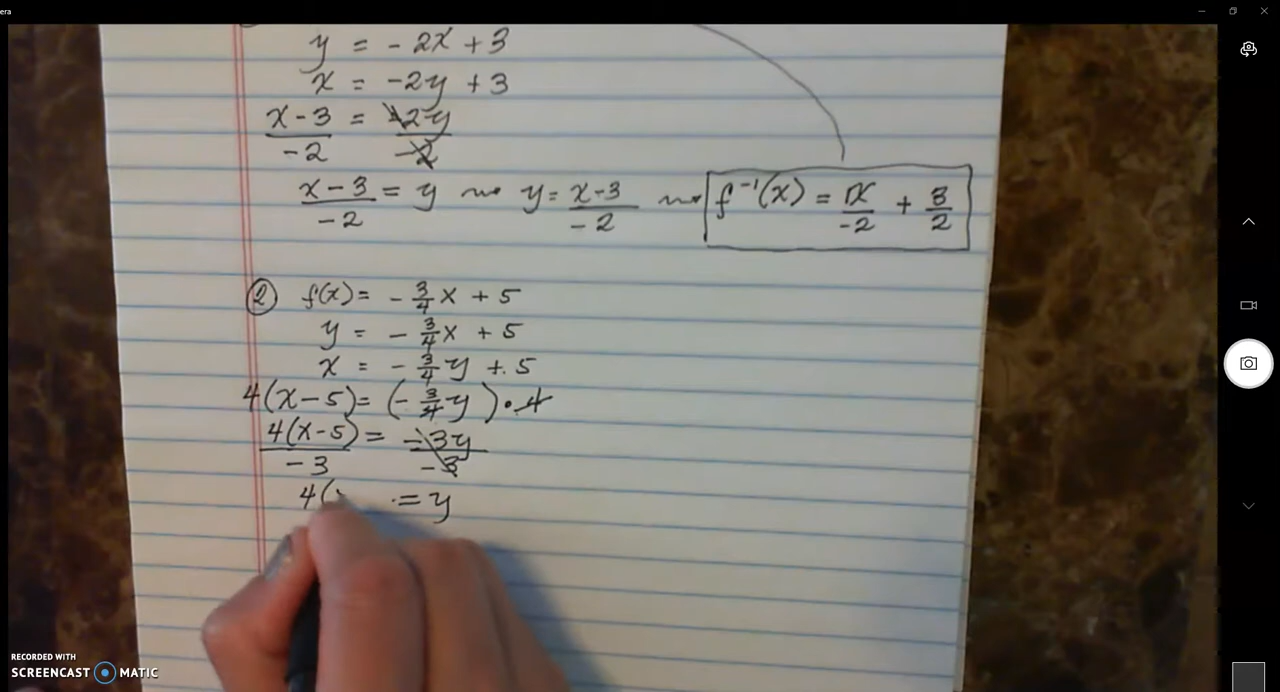 era
y = - 2x + 3
x = -2y + 3
x - 3 = -2y
-2 -2
x - 3 = y ⇝ y = x-3 ⇝ f⁻¹(x) = 1x + 3
-2 -2 -2 2
② f(x) = - 3/4 x + 5
y = - 3/4 x + 5
x = - 3/4 y + 5
4(x-5) = (- 3/4 y) • 4
4(x-5) = -3y
-3 -3
4( = y
RECORDED WITH
SCREENCAST MATIC